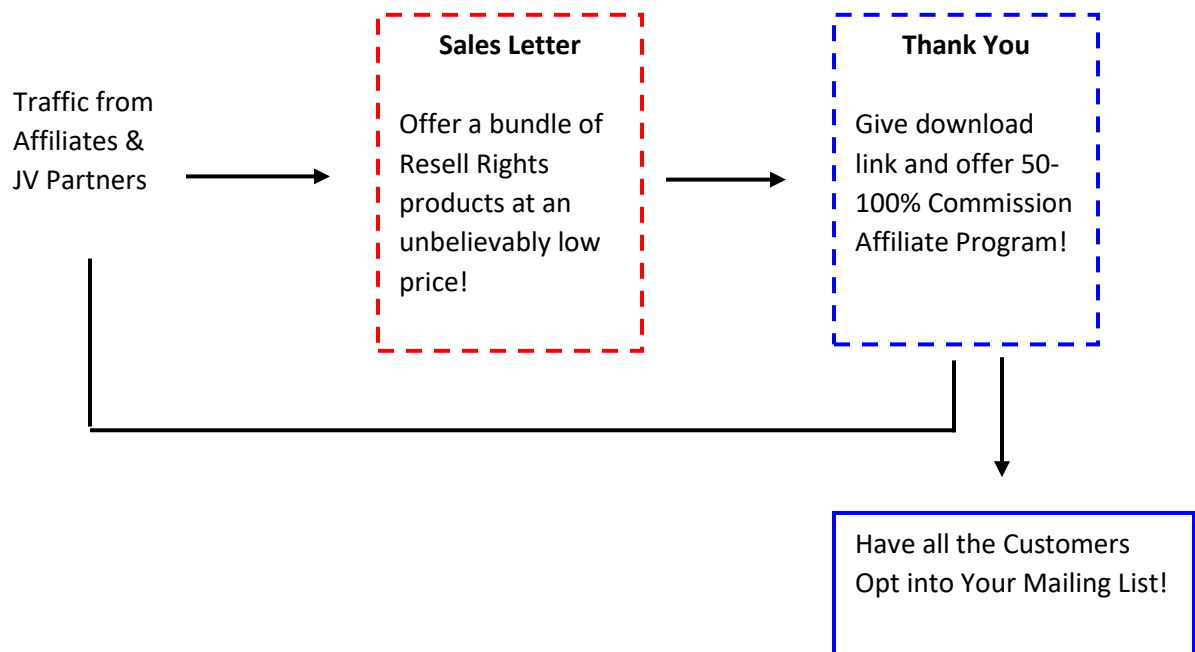 Traffic from
Affiliates &
JV Partners
Sales Letter
Offer a bundle of
Resell Rights
products at an
unbelievably low
price!
Thank You
Give download
link and offer 50-
100% Commission
Affiliate Program!
Have all the Customers
Opt into Your Mailing List!